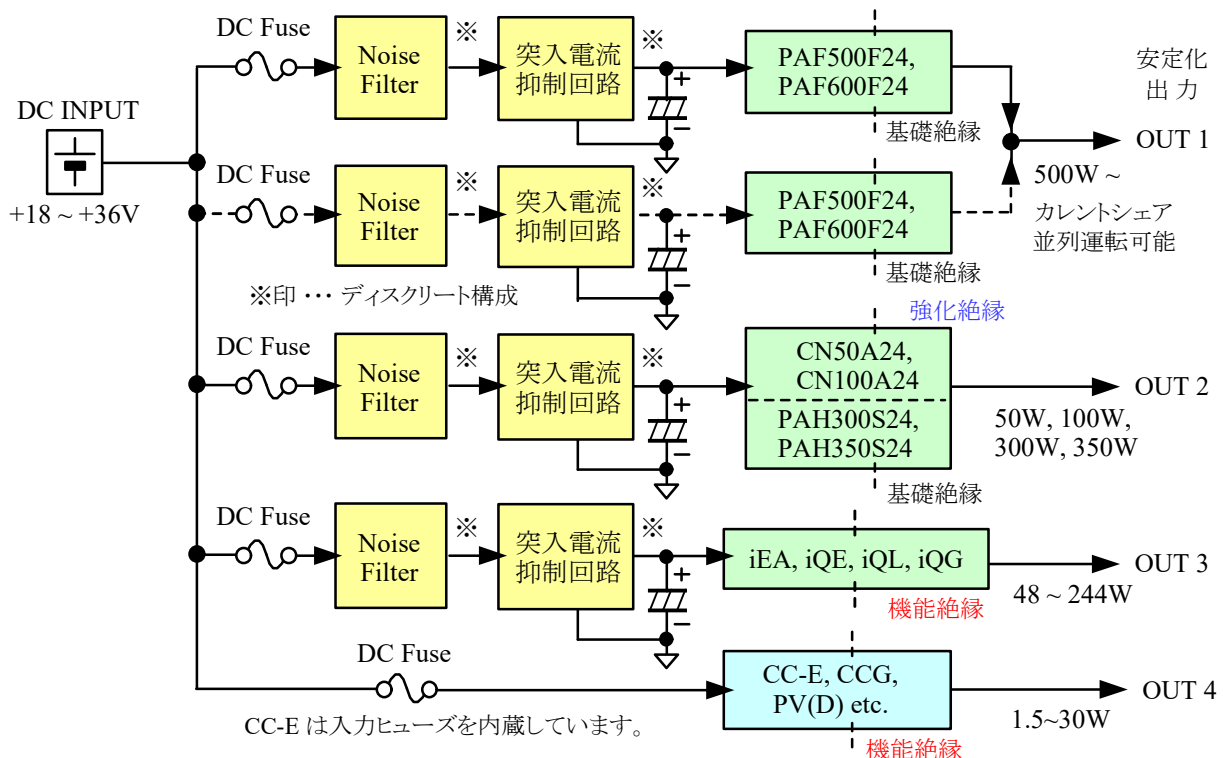 DC INPUT
+18 ~ +36V
DC Fuse
Noise
Filter
※
突入電流
抑制回路
※
+
−
PAF500F24,
PAF600F24
基礎絶縁
安定化
出 力
OUT 1
500W ~
カレントシェア
並列運転可能
DC Fuse
Noise
Filter
※
突入電流
抑制回路
※
+
−
PAF500F24,
PAF600F24
基礎絶縁
※印 ··· ディスクリート構成
強化絶縁
DC Fuse
Noise
Filter
※
突入電流
抑制回路
※
+
−
CN50A24,
CN100A24
PAH300S24,
PAH350S24
基礎絶縁
OUT 2
50W, 100W,
300W, 350W
DC Fuse
Noise
Filter
※
突入電流
抑制回路
※
+
−
iEA, iQE, iQL, iQG
機能絶縁
OUT 3
48 ~ 244W
DC Fuse
CC-E, CCG,
PV(D) etc.
機能絶縁
OUT 4
1.5~30W
CC-E は入力ヒューズを内蔵しています。